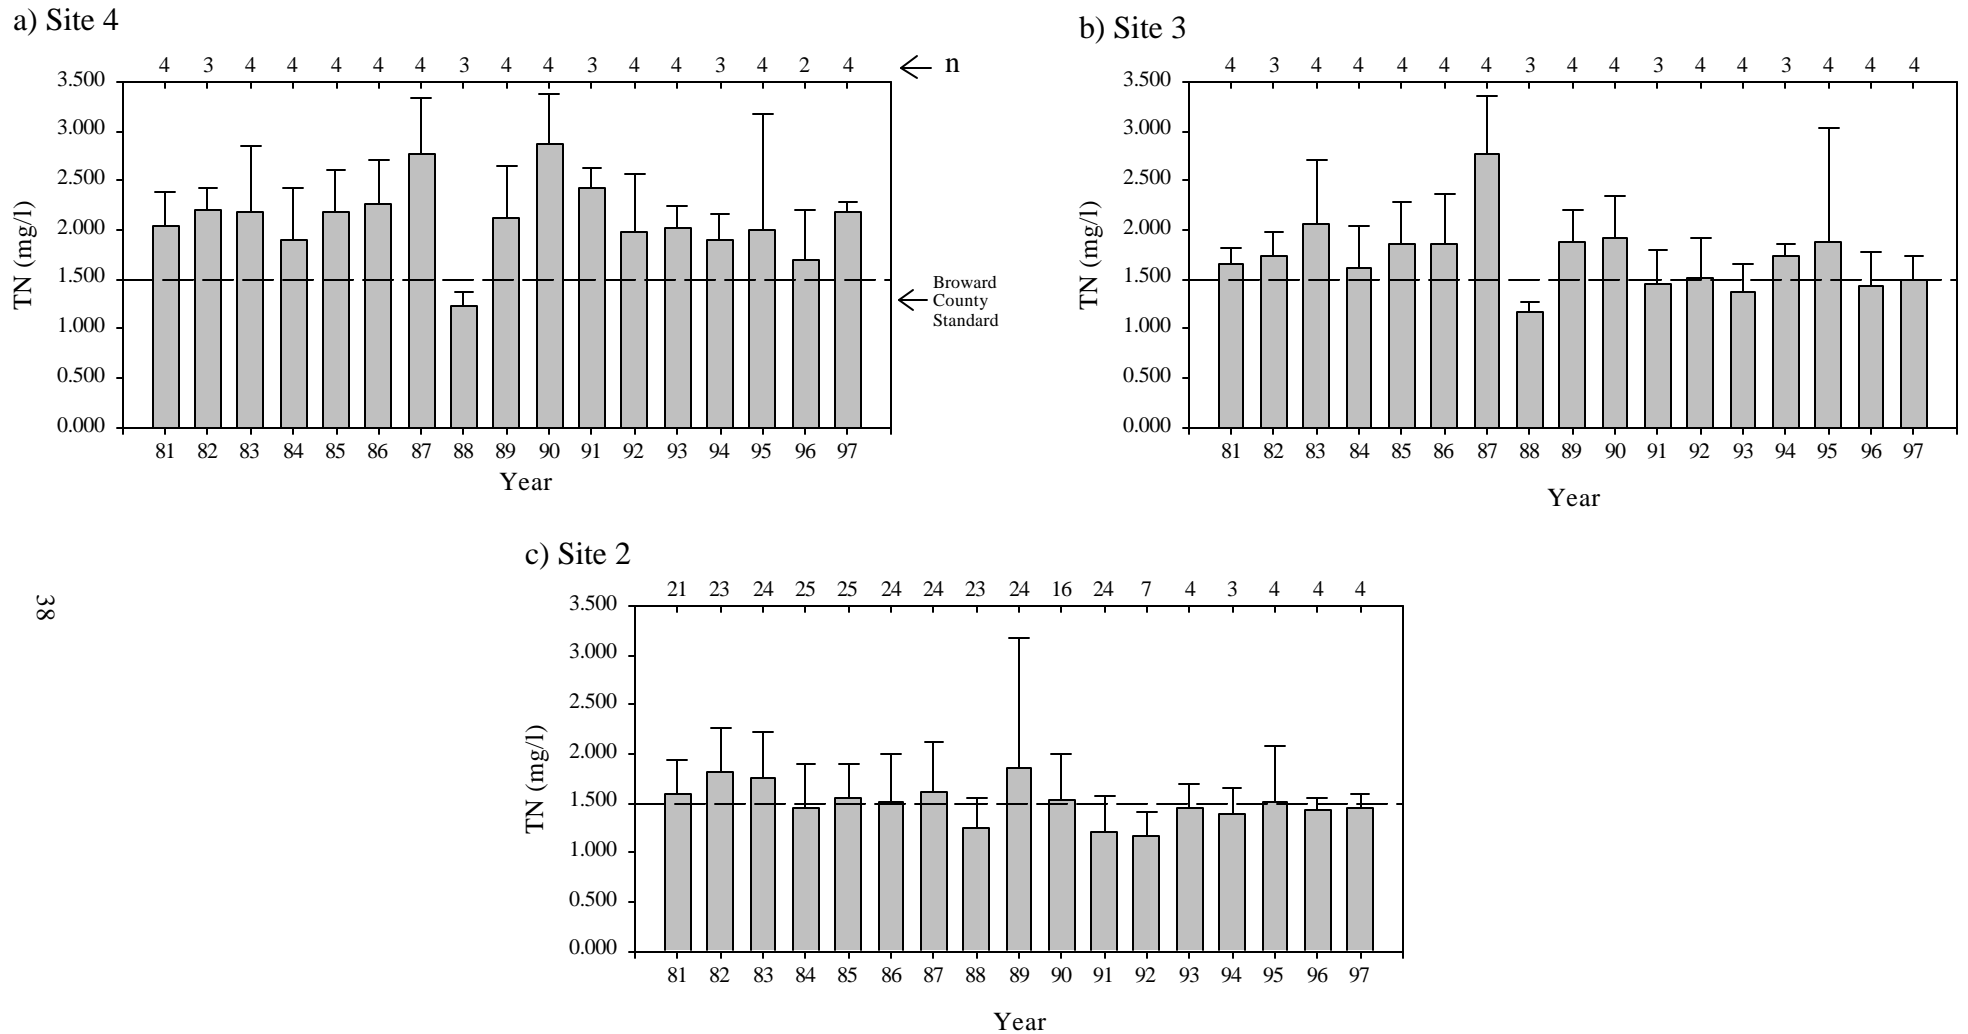 a) Site 4
4 3 4 4 4 4 4 3 4 4 3 4 4 3 4 2 4 n
3.500
3.000
2.500
2.000
1.500
1.000
0.500
0.000
TN (mg/l)
Broward
County
Standard
81 82 83 84 85 86 87 88 89 90 91 92 93 94 95 96 97
Year
b) Site 3
4 3 4 4 4 4 4 3 4 4 3 4 4 3 4 4 4
3.500
3.000
2.500
2.000
1.500
1.000
0.500
0.000
TN (mg/l)
81 82 83 84 85 86 87 88 89 90 91 92 93 94 95 96 97
Year
c) Site 2
21 23 24 25 25 24 24 23 24 16 24 7 4 3 4 4 4
3.500
3.000
2.500
2.000
1.500
1.000
0.500
0.000
TN (mg/l)
81 82 83 84 85 86 87 88 89 90 91 92 93 94 95 96 97
Year
38